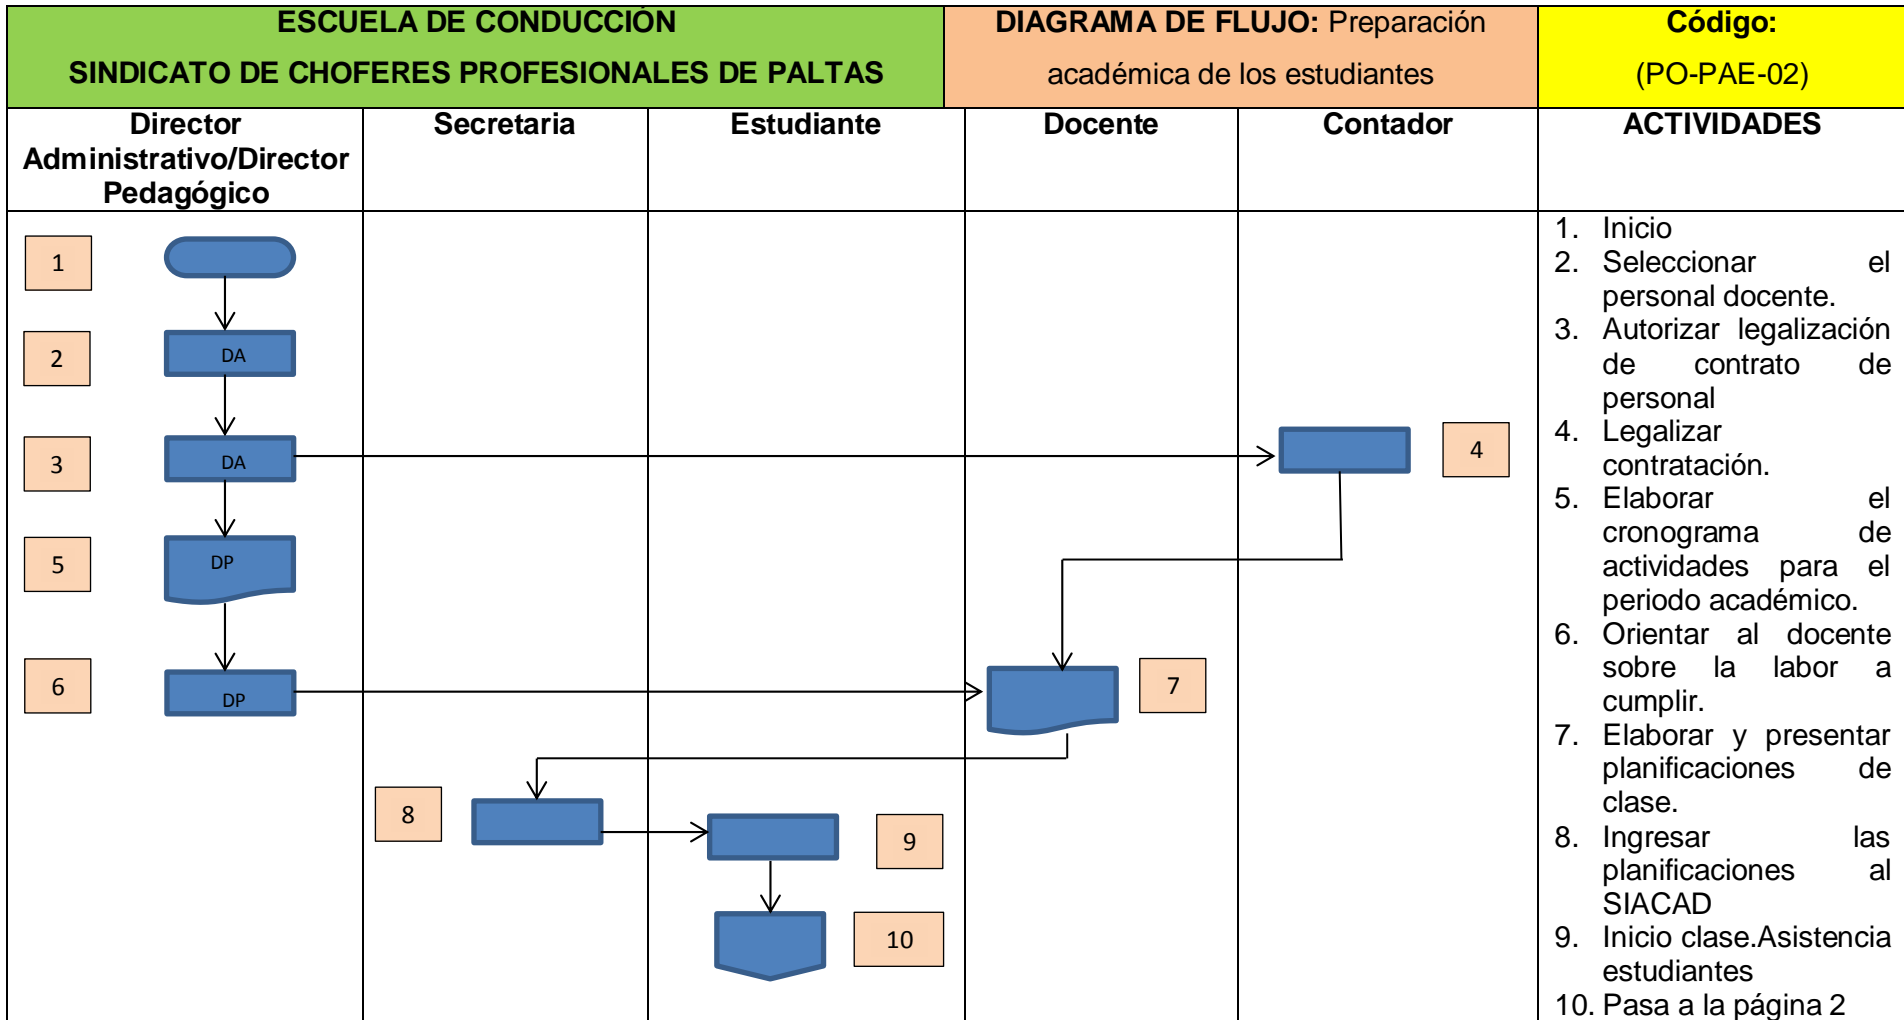 ESCUELA DE CONDUCCIÓN
SINDICATO DE CHOFERES PROFESIONALES DE PALTAS
DIAGRAMA DE FLUJO: Preparación
académica de los estudiantes
Código:
(PO-PAE-02)
Director
Administrativo/Director
Pedagógico
Secretaria
Estudiante
Docente
Contador
ACTIVIDADES
1
2
DA
3
DA
4
5
DP
6
DP
7
8
9
10
1. Inicio
2. Seleccionar el
personal docente.
3. Autorizar legalización
de contrato de
personal
4. Legalizar
contratación.
5. Elaborar el
cronograma de
actividades para el
periodo académico.
6. Orientar al docente
sobre la labor a
cumplir.
7. Elaborar y presentar
planificaciones de
clase.
8. Ingresar las
planificaciones al
SIACAD
9. Inicio clase.Asistencia
estudiantes
10. Pasa a la página 2